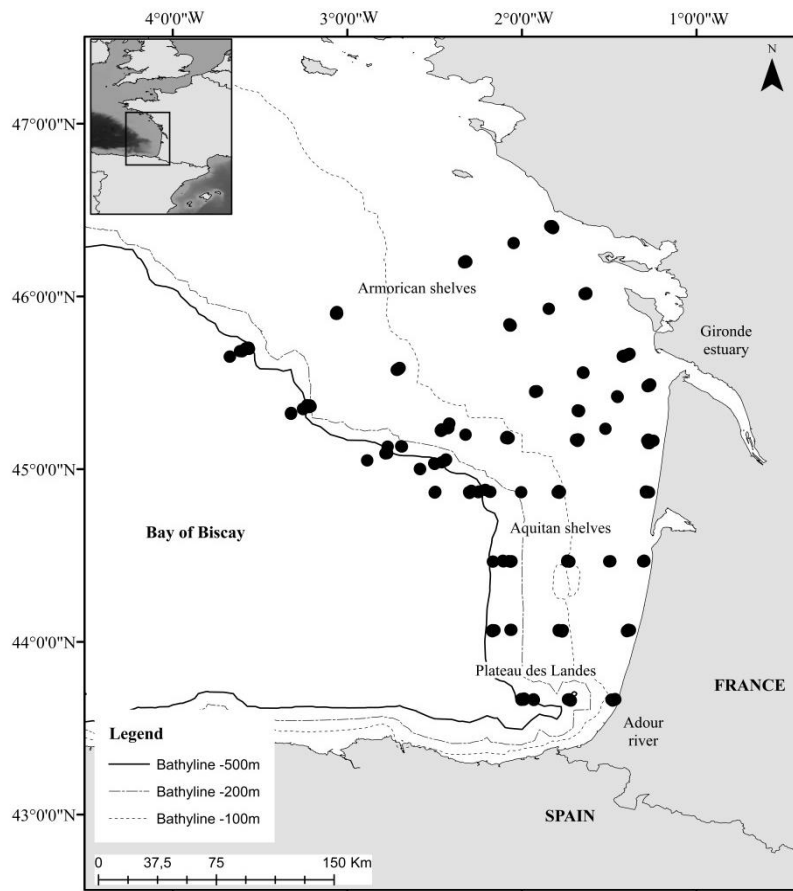 4°0'0"W
3°0'0"W
2°0'0"W
1°0'0"W
N
47°0'0"N
46°0'0"N
45°0'0"N
44°0'0"N
43°0'0"N
Armorican shelves
Gironde
estuary
Bay of Biscay
Aquitan shelves
Plateau des Landes
FRANCE
Adour
river
SPAIN
Legend
Bathyline -500m
Bathyline -200m
Bathyline -100m
0 37,5 75 150 Km